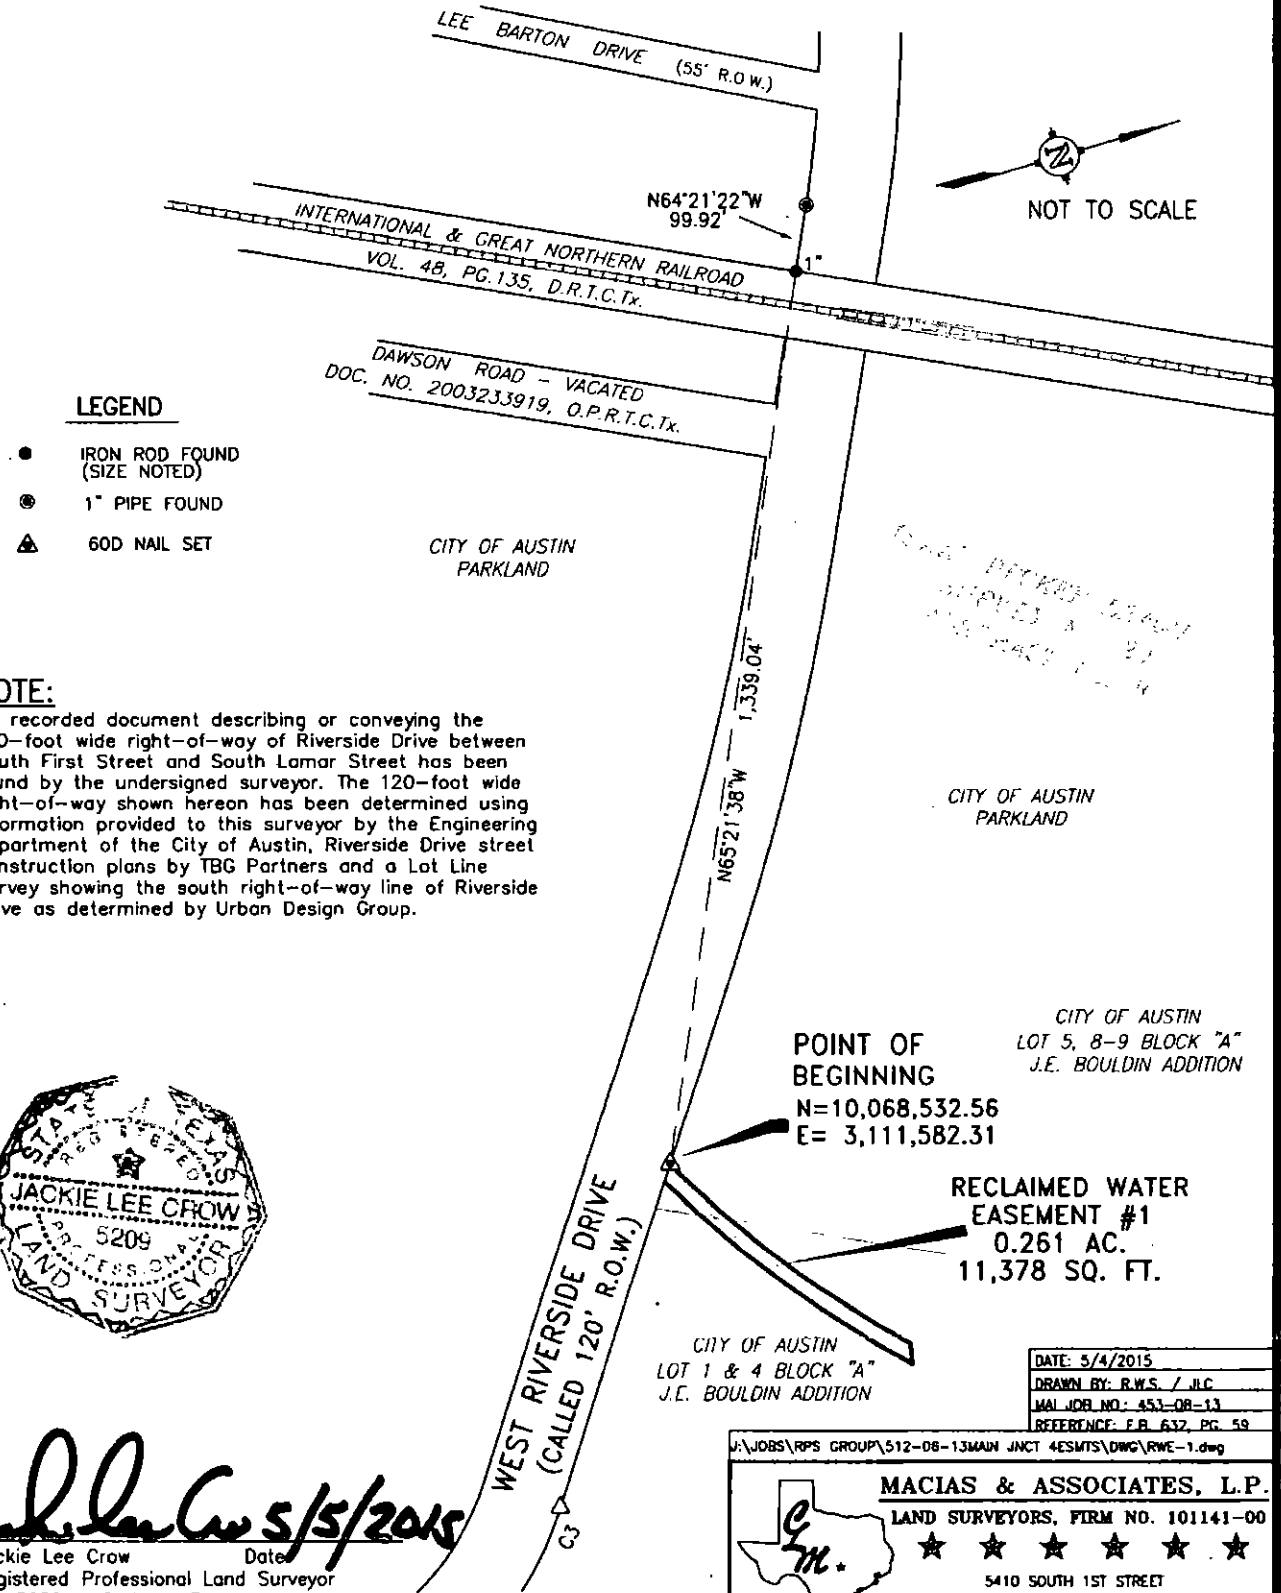 LEE BARTON DRIVE (55' R.O.W.)
NOT TO SCALE
N64°21'22"W
99.92'
1"
INTERNATIONAL & GREAT NORTHERN RAILROAD
VOL. 48, PG.135, D.R.T.C.Tx.
DAWSON ROAD - VACATED
DOC. NO. 2003233919, O.P.R.T.C.Tx.
LEGEND
IRON ROD FOUND
(SIZE NOTED)
1" PIPE FOUND
60D NAIL SET
CITY OF AUSTIN
PARKLAND
N65°21'38"W 1,339.04'
OTE:
recorded document describing or conveying the
0-foot wide right-of-way of Riverside Drive between
uth First Street and South Lamar Street has been
und by the undersigned surveyor. The 120-foot wide
ht-of-way shown hereon has been determined using
ormation provided to this surveyor by the Engineering
partment of the City of Austin, Riverside Drive street
nstruction plans by TBG Partners and a Lot Line
rvey showing the south right-of-way line of Riverside
ve as determined by Urban Design Group.
CITY OF AUSTIN
PARKLAND
CITY OF AUSTIN
LOT 5, 8-9 BLOCK "A"
J.E. BOULDIN ADDITION
POINT OF
BEGINNING
N=10,068,532.56
E= 3,111,582.31
RECLAIMED WATER
EASEMENT #1
0.261 AC.
11,378 SQ. FT.
STATE OF TEXAS
REGISTERED
JACKIE LEE CROW
5209
PROFESSIONAL
LAND SURVEYOR
WEST RIVERSIDE DRIVE
(CALLED 120' R.O.W.)
CITY OF AUSTIN
LOT 1 & 4 BLOCK "A"
J.E. BOULDIN ADDITION
C3
DATE: 5/4/2015
DRAWN BY: R.W.S. / JLC
MAI JOB NO.: 453-08-13
REFERENCE: F.B. 637, PG. 59
J:\JOBS\RPS GROUP\512-06-13MAIN JNCT 4ESMTS\DWG\RWE-1.dwg
MACIAS & ASSOCIATES, L.P.
LAND SURVEYORS, FIRM NO. 101141-00
5410 SOUTH 1ST STREET
5/5/2015
ckie Lee Crow Date
gistered Professional Land Surveyor